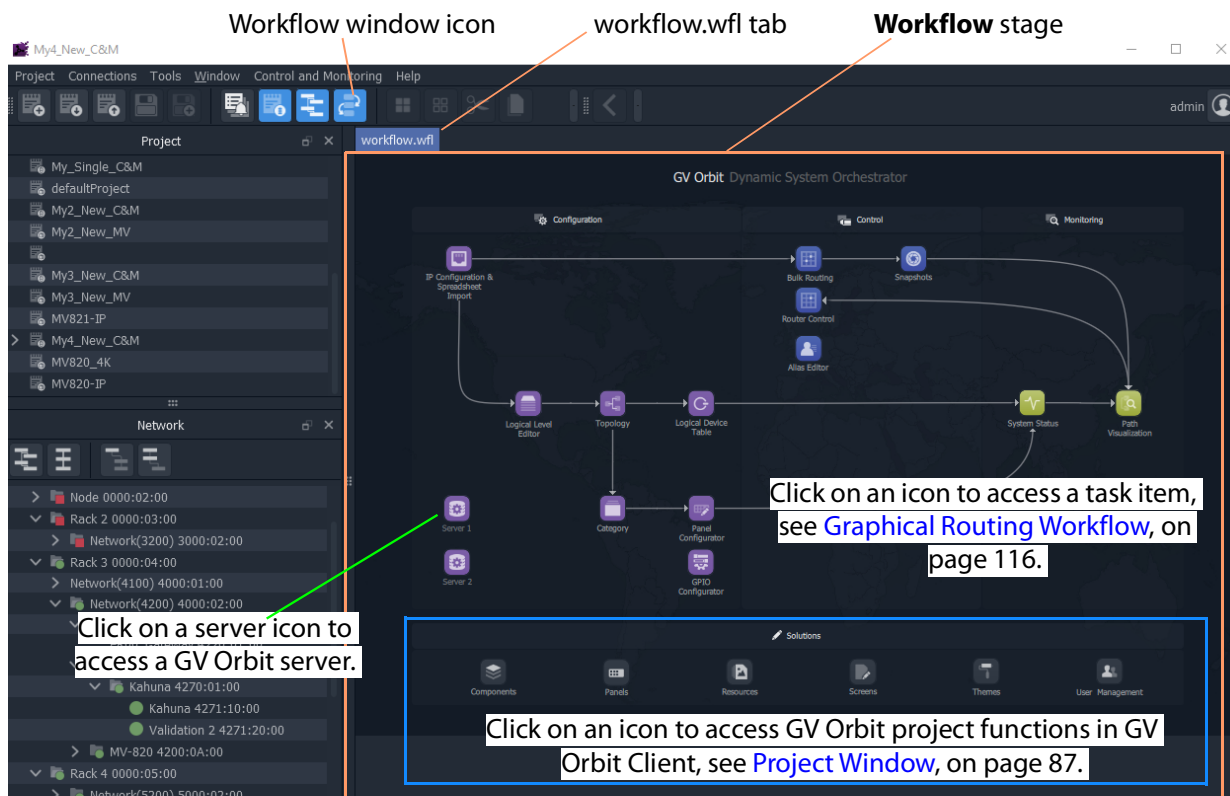 Workflow window icon
workflow.wfl tab
Workflow stage
My4_New_C&M
Project Connections Tools Window Control and Monitoring Help
admin
Project
workflow.wfl
My_Single_C&M
defaultProject
My2_New_C&M
My2_New_MV
My3_New_C&M
My3_New_MV
MV821-IP
My4_New_C&M
MV820_4K
MV820-IP
Network
Node 0000:02:00
Rack 2 0000:03:00
Network(3200) 3000:02:00
Rack 3 0000:04:00
Network(4100) 4000:01:00
Network(4200) 4000:02:00
Click on a server icon to
access a GV Orbit server.
Kahuna 4270:01:00
Kahuna 4271:10:00
Validation 2 4271:20:00
MV-820 4200:0A:00
Rack 4 0000:05:00
Network(5200) 5000:02:00
GV Orbit Dynamic System Orchestrator
Configuration
Control
Monitoring
IP Configuration &
Spreadsheet
Import
Bulk Routing
Snapshots
Router Control
Alias Editor
Logical Level
Editor
Topology
Logical Device
Table
System Status
Path
Visualization
Server 1
Category
Panel
Configurator
Server 2
GPIO
Configurator
Click on an icon to access a task item,
see Graphical Routing Workflow, on
page 116.
Solutions
Components
Panels
Resources
Screens
Themes
User Management
Click on an icon to access GV Orbit project functions in GV
Orbit Client, see Project Window, on page 87.